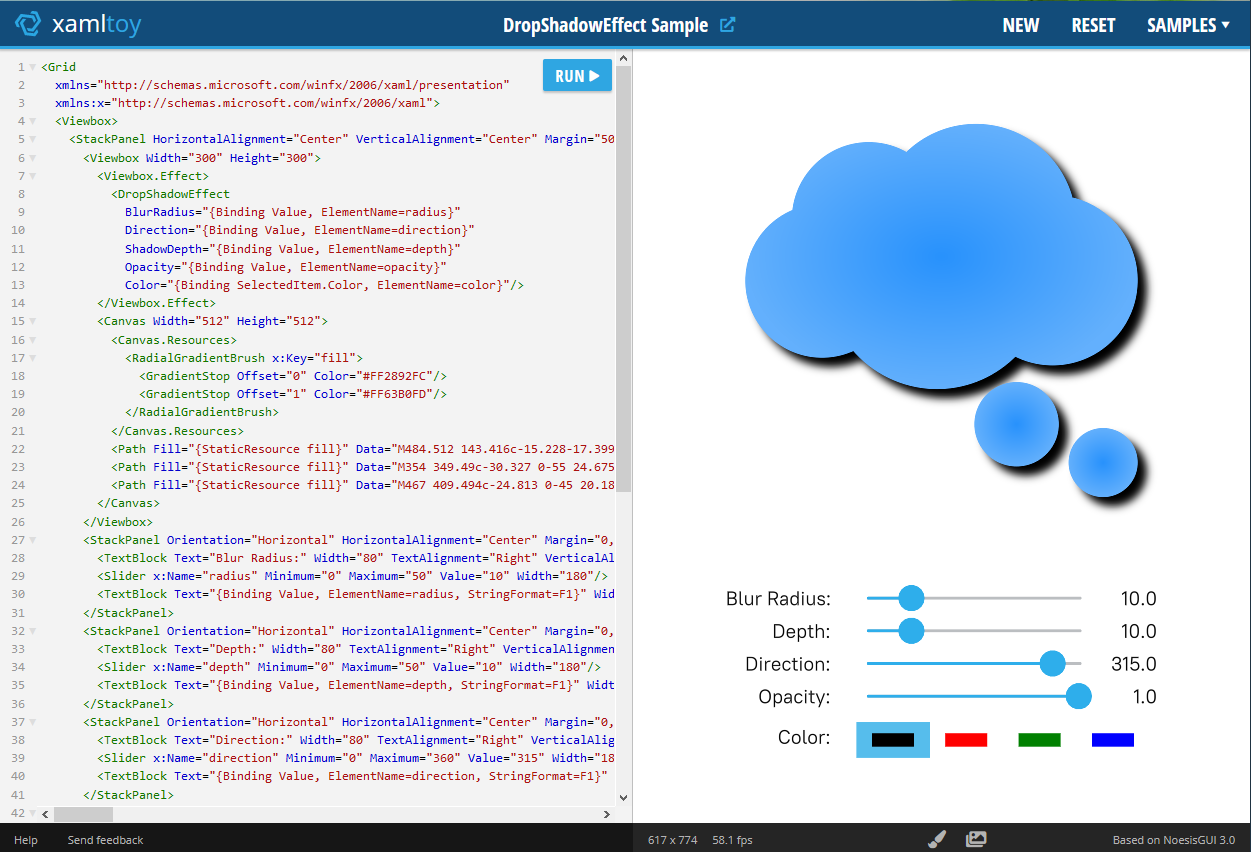 xamltoy
DropShadowEffect Sample
NEW
RESET
SAMPLES
RUN
1 <Grid
2 xmlns="http://schemas.microsoft.com/winfx/2006/xaml/presentation"
3 xmlns:x="http://schemas.microsoft.com/winfx/2006/xaml">
4 <Viewbox>
5 <StackPanel HorizontalAlignment="Center" VerticalAlignment="Center" Margin="50
6 <Viewbox Width="300" Height="300">
7 <Viewbox.Effect>
8 <DropShadowEffect
9 BlurRadius="{Binding Value, ElementName=radius}"
10 Direction="{Binding Value, ElementName=direction}"
11 ShadowDepth="{Binding Value, ElementName=depth}"
12 Opacity="{Binding Value, ElementName=opacity}"
13 Color="{Binding SelectedItem.Color, ElementName=color}"/>
14 </Viewbox.Effect>
15 <Canvas Width="512" Height="512">
16 <Canvas.Resources>
17 <RadialGradientBrush x:Key="fill">
18 <GradientStop Offset="0" Color="#FF2892FC"/>
19 <GradientStop Offset="1" Color="#FF63B0FD"/>
20 </RadialGradientBrush>
21 </Canvas.Resources>
22 <Path Fill="{StaticResource fill}" Data="M484.512 143.416c-15.228-17.399
23 <Path Fill="{StaticResource fill}" Data="M354 349.49c-30.327 0-55 24.675
24 <Path Fill="{StaticResource fill}" Data="M467 409.494c-24.813 0-45 20.18
25 </Canvas>
26 </Viewbox>
27 <StackPanel Orientation="Horizontal" HorizontalAlignment="Center" Margin="0,
28 <TextBlock Text="Blur Radius:" Width="80" TextAlignment="Right" VerticalAl
29 <Slider x:Name="radius" Minimum="0" Maximum="50" Value="10" Width="180"/>
30 <TextBlock Text="{Binding Value, ElementName=radius, StringFormat=F1}" Wid
31 </StackPanel>
32 <StackPanel Orientation="Horizontal" HorizontalAlignment="Center" Margin="0,
33 <TextBlock Text="Depth:" Width="80" TextAlignment="Right" VerticalAlignmen
34 <Slider x:Name="depth" Minimum="0" Maximum="50" Value="10" Width="180"/>
35 <TextBlock Text="{Binding Value, ElementName=depth, StringFormat=F1}" Widt
36 </StackPanel>
37 <StackPanel Orientation="Horizontal" HorizontalAlignment="Center" Margin="0,
38 <TextBlock Text="Direction:" Width="80" TextAlignment="Right" VerticalAlig
39 <Slider x:Name="direction" Minimum="0" Maximum="360" Value="315" Width="18
40 <TextBlock Text="{Binding Value, ElementName=direction, StringFormat=F1}"
41 </StackPanel>
42
Blur Radius: 10.0
Depth: 10.0
Direction: 315.0
Opacity: 1.0
Color:
Help
Send feedback
617 x 774
58.1 fps
Based on NoesisGUI 3.0